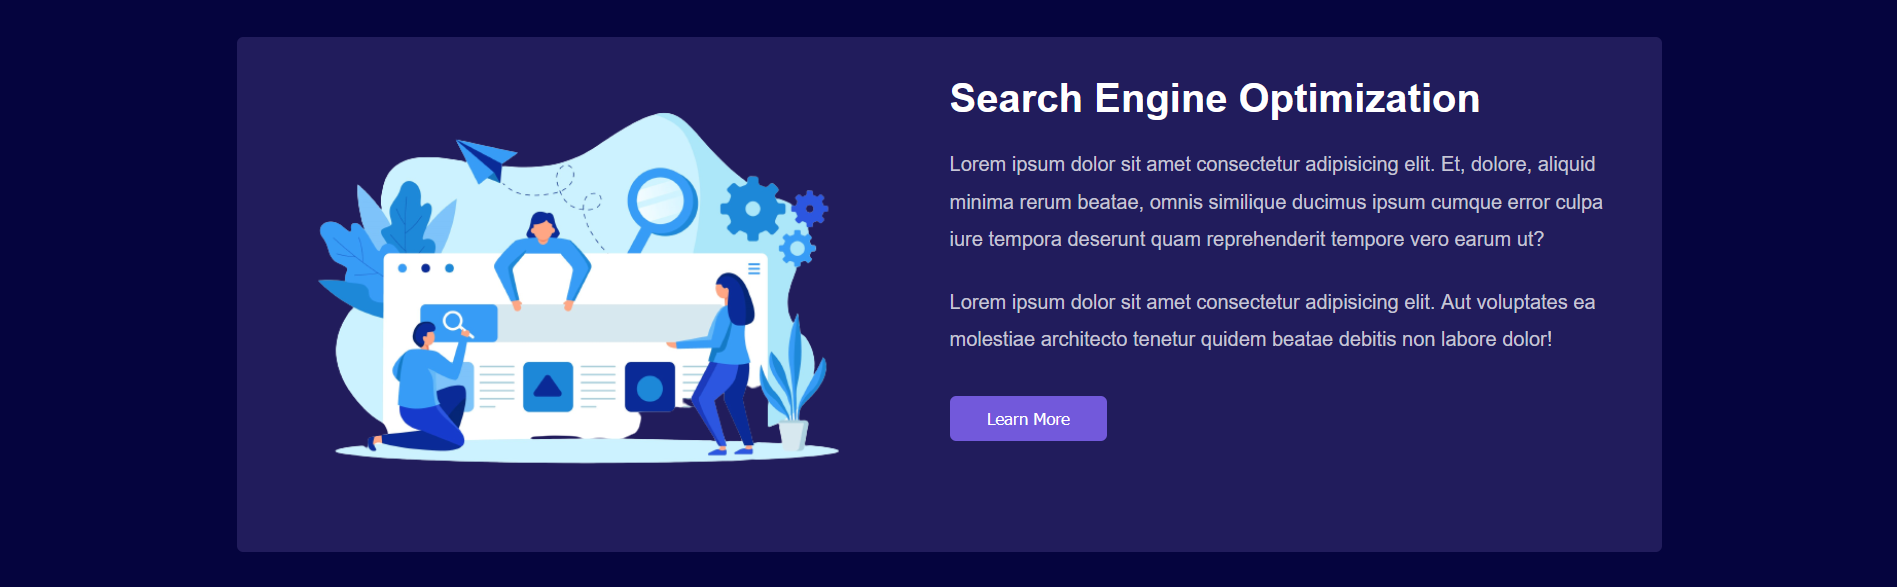 Search Engine Optimization
Lorem ipsum dolor sit amet consectetur adipisicing elit. Et, dolore, aliquid
minima rerum beatae, omnis similique ducimus ipsum cumque error culpa
iure tempora deserunt quam reprehenderit tempore vero earum ut?
Lorem ipsum dolor sit amet consectetur adipisicing elit. Aut voluptates ea
molestiae architecto tenetur quidem beatae debitis non labore dolor!
Learn More